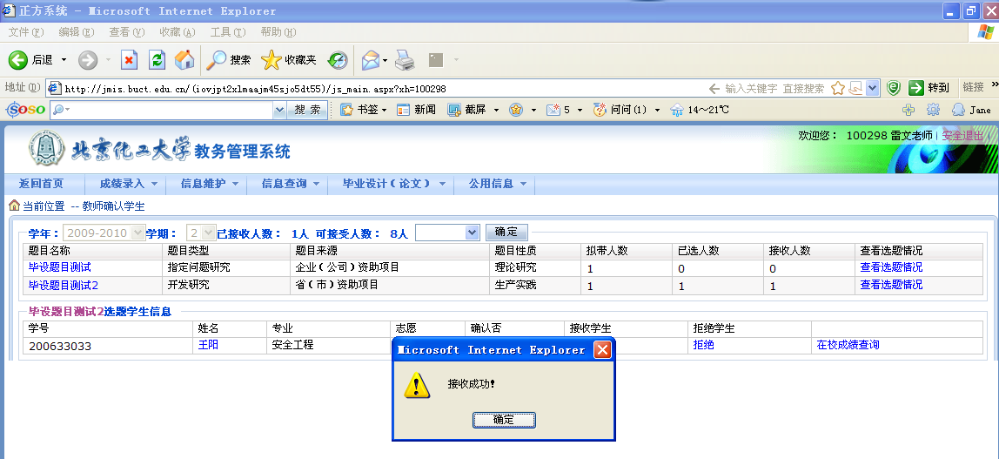 正方系统 - Microsoft Internet Explorer
文件(F) 编辑(E) 查看(V) 收藏(A) 工具(T) 帮助(H)
后退 搜索 收藏夹
地址(D) http://jmis.buct.edu.cn/(iovjpt2xlmaajm45sjo5dt55)/js_main.aspx?xh=100298 输入关键字 直接搜索 转到 链接 »
SOSO 搜 索 书签 新闻 截屏 5 问问(1) 14～21℃ Jane
北京化工大学教务管理系统 欢迎您： 100298 雷文老师 安全退出
返回首页 成绩录入 信息维护 信息查询 毕业设计(论文) 公用信息
当前位置 -- 教师确认学生
学年： 2009-2010 学期： 2 已接收人数： 1人 可接受人数： 8人 确定
题目名称 题目类型 题目来源 题目性质 拟带人数 已选人数 接收人数 查看选题情况
毕设题目测试 指定问题研究 企业(公司)资助项目 理论研究 1 0 0 查看选题情况
毕设题目测试2 开发研究 省(市)资助项目 生产实践 1 1 1 查看选题情况
毕设题目测试2选题学生信息
学号 姓名 专业 志愿 确认否 接收学生 拒绝学生
200633033 王阳 安全工程 拒绝 在校成绩查询
Microsoft Internet Explorer
接收成功!
确定